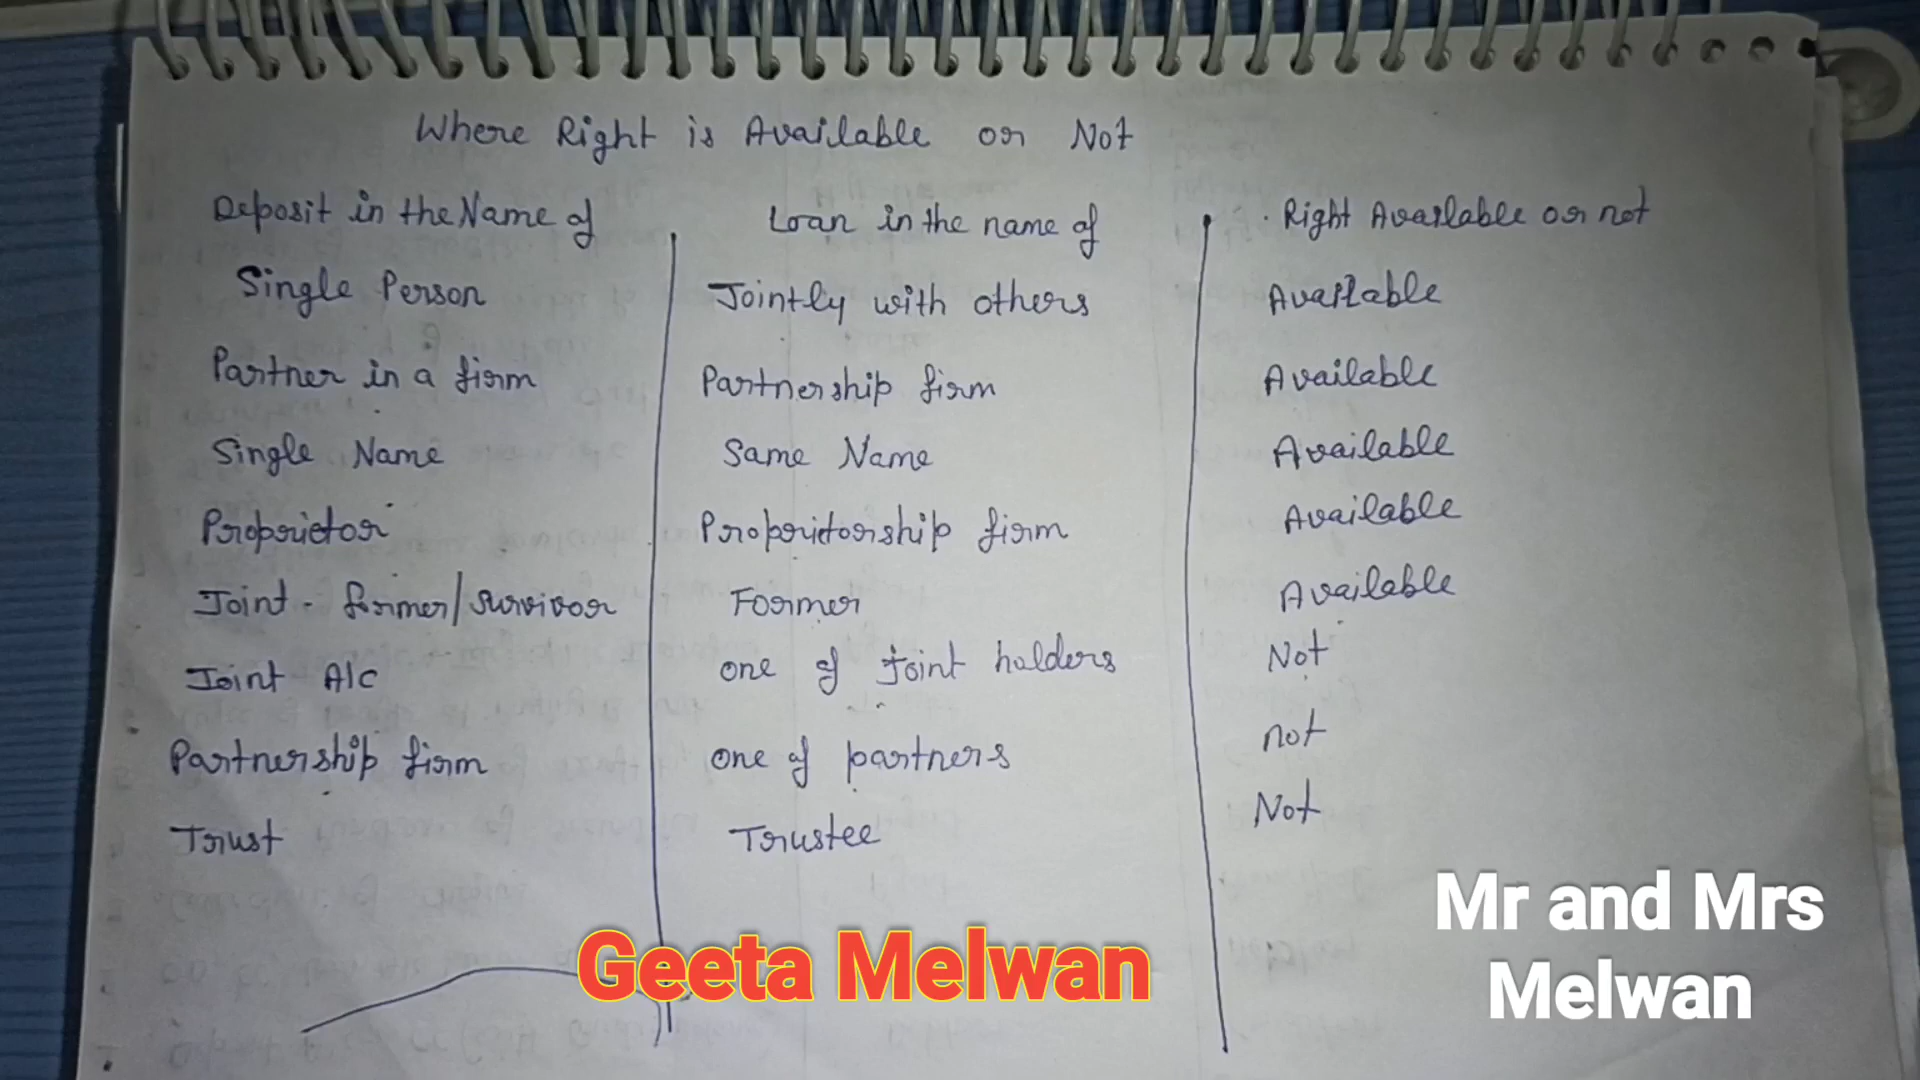 Where Right is Available or Not
Deposit in the Name of Loan in the name of Right Available or not
Single Person Jointly with others Available
Partner in a firm Partnership firm Available
Single Name Same Name Available
Proprietor Proprietorship firm Available
Joint - former/survivor Former Available
Joint A/c one of joint holders Not
Partnership firm one of partners not
Trust Trustee Not
Geeta Melwan
Mr and Mrs
Melwan